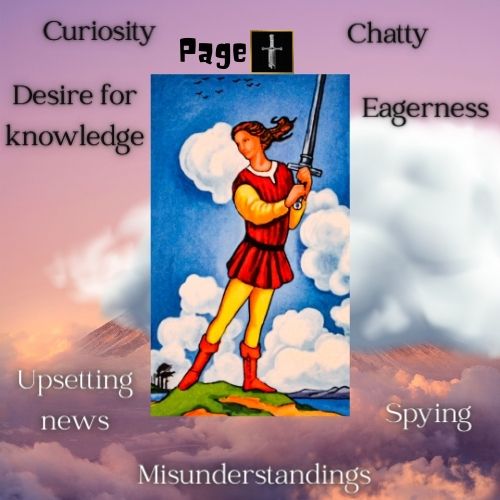 Curiosity
Chatty
Page
Desire for
knowledge
Eagerness
Upsetting
news
Spying
Misunderstandings